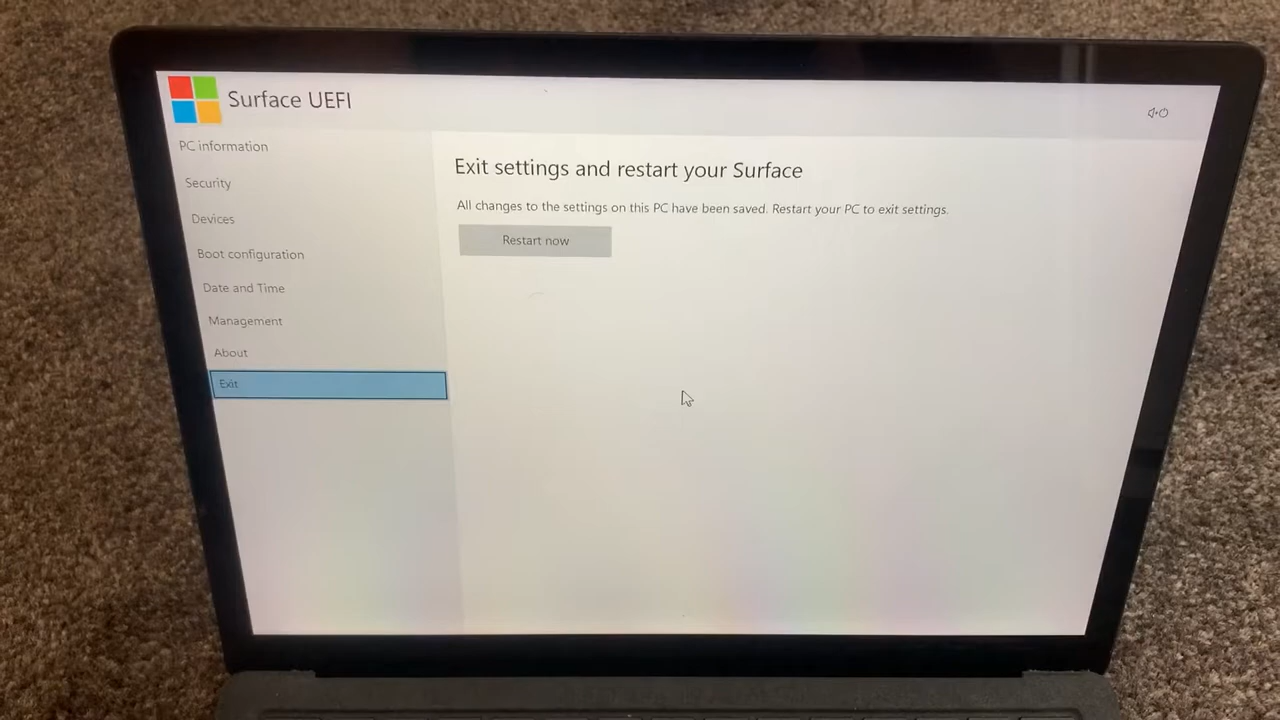 Surface UEFI
PC information
Security
Devices
Boot configuration
Date and Time
Management
About
Exit
Exit settings and restart your Surface
All changes to the settings on this PC have been saved. Restart your PC to exit settings.
Restart now